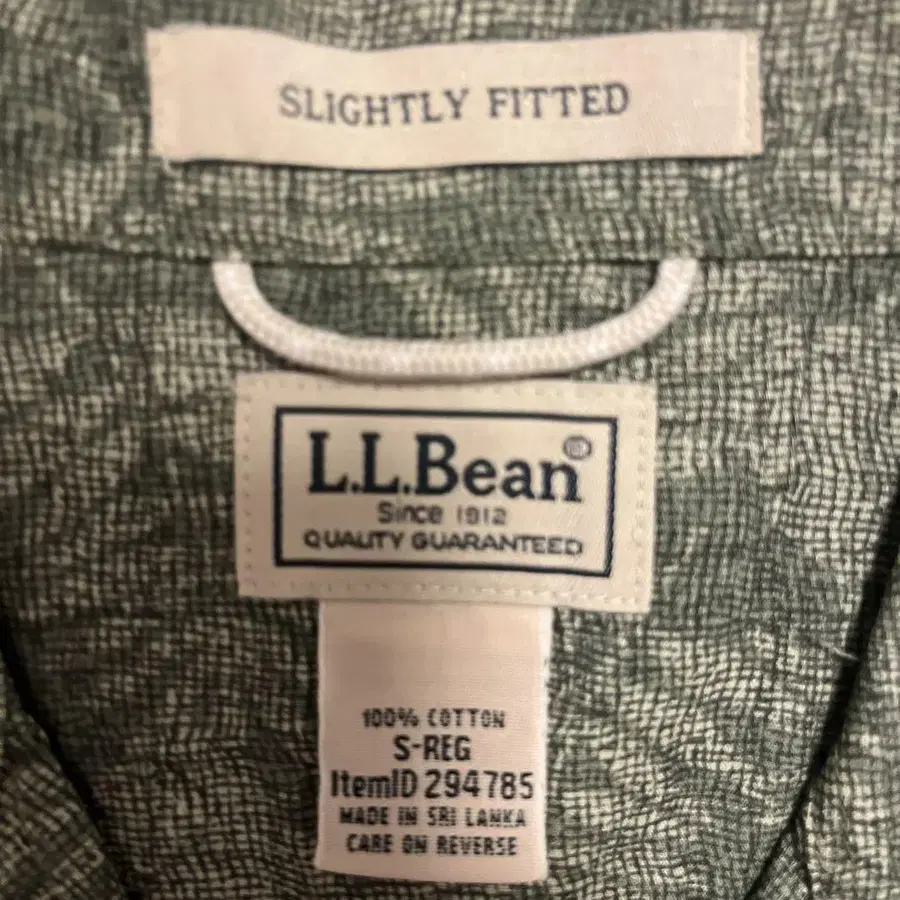 SLIGHTLY FITTED
L.L.Bean®
Since 1912
QUALITY GUARANTEED
100% COTTON
S-REG
ItemID 294785
MADE IN SRI LANKA
CARE ON REVERSE